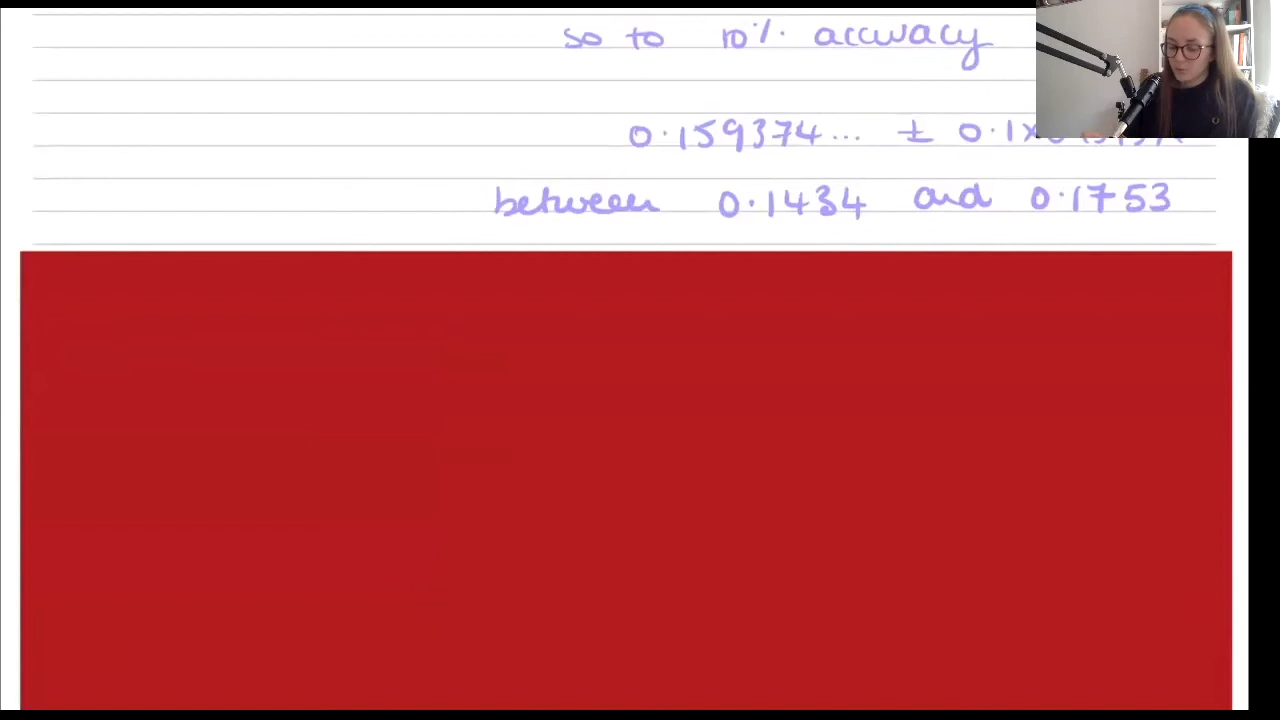 so to 10% accuracy
0.159374... ± 0.1×
between 0.1434 and 0.1753